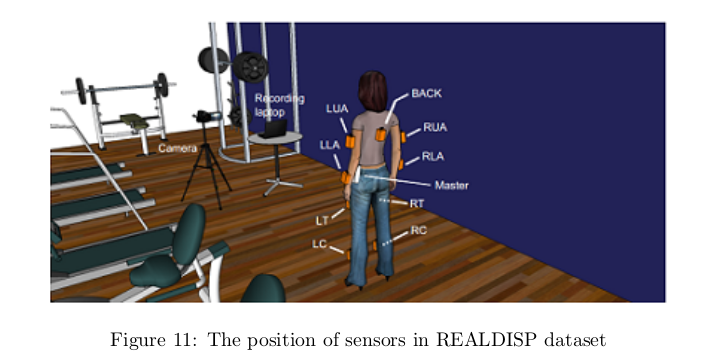 Recording
laptop
Camera
LUA
BACK
RUA
LLA
RLA
Master
LT
RT
LC
RC
Figure 11: The position of sensors in REALDISP dataset